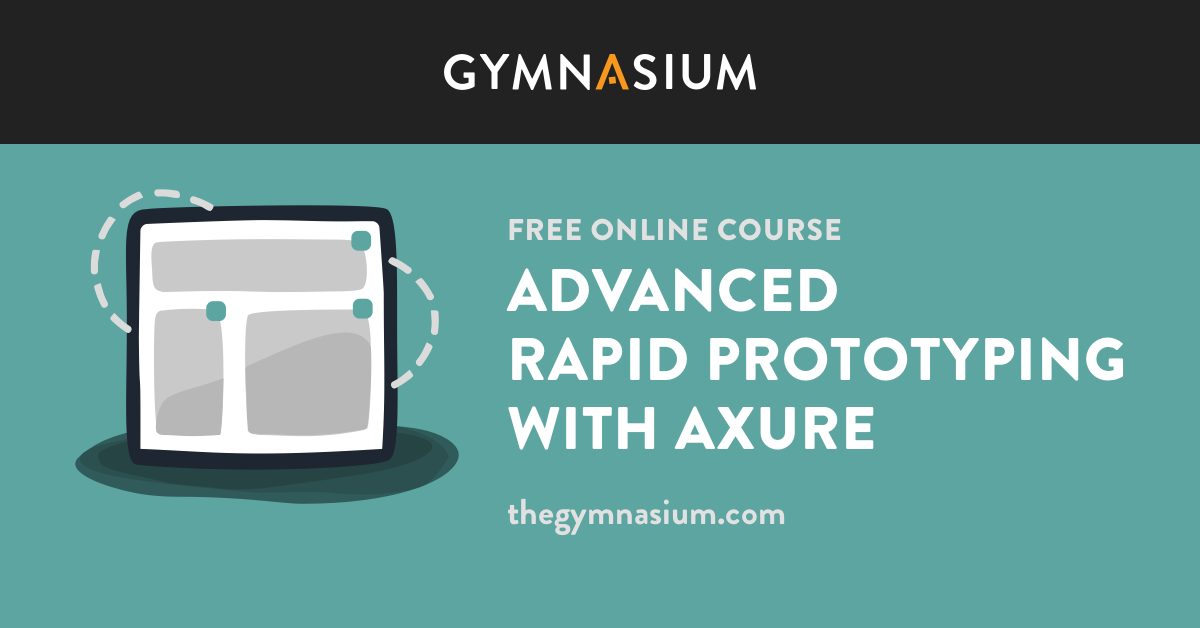 GYMNASIUM
FREE ONLINE COURSE
ADVANCED
RAPID PROTOTYPING
WITH AXURE
thegymnasium.com